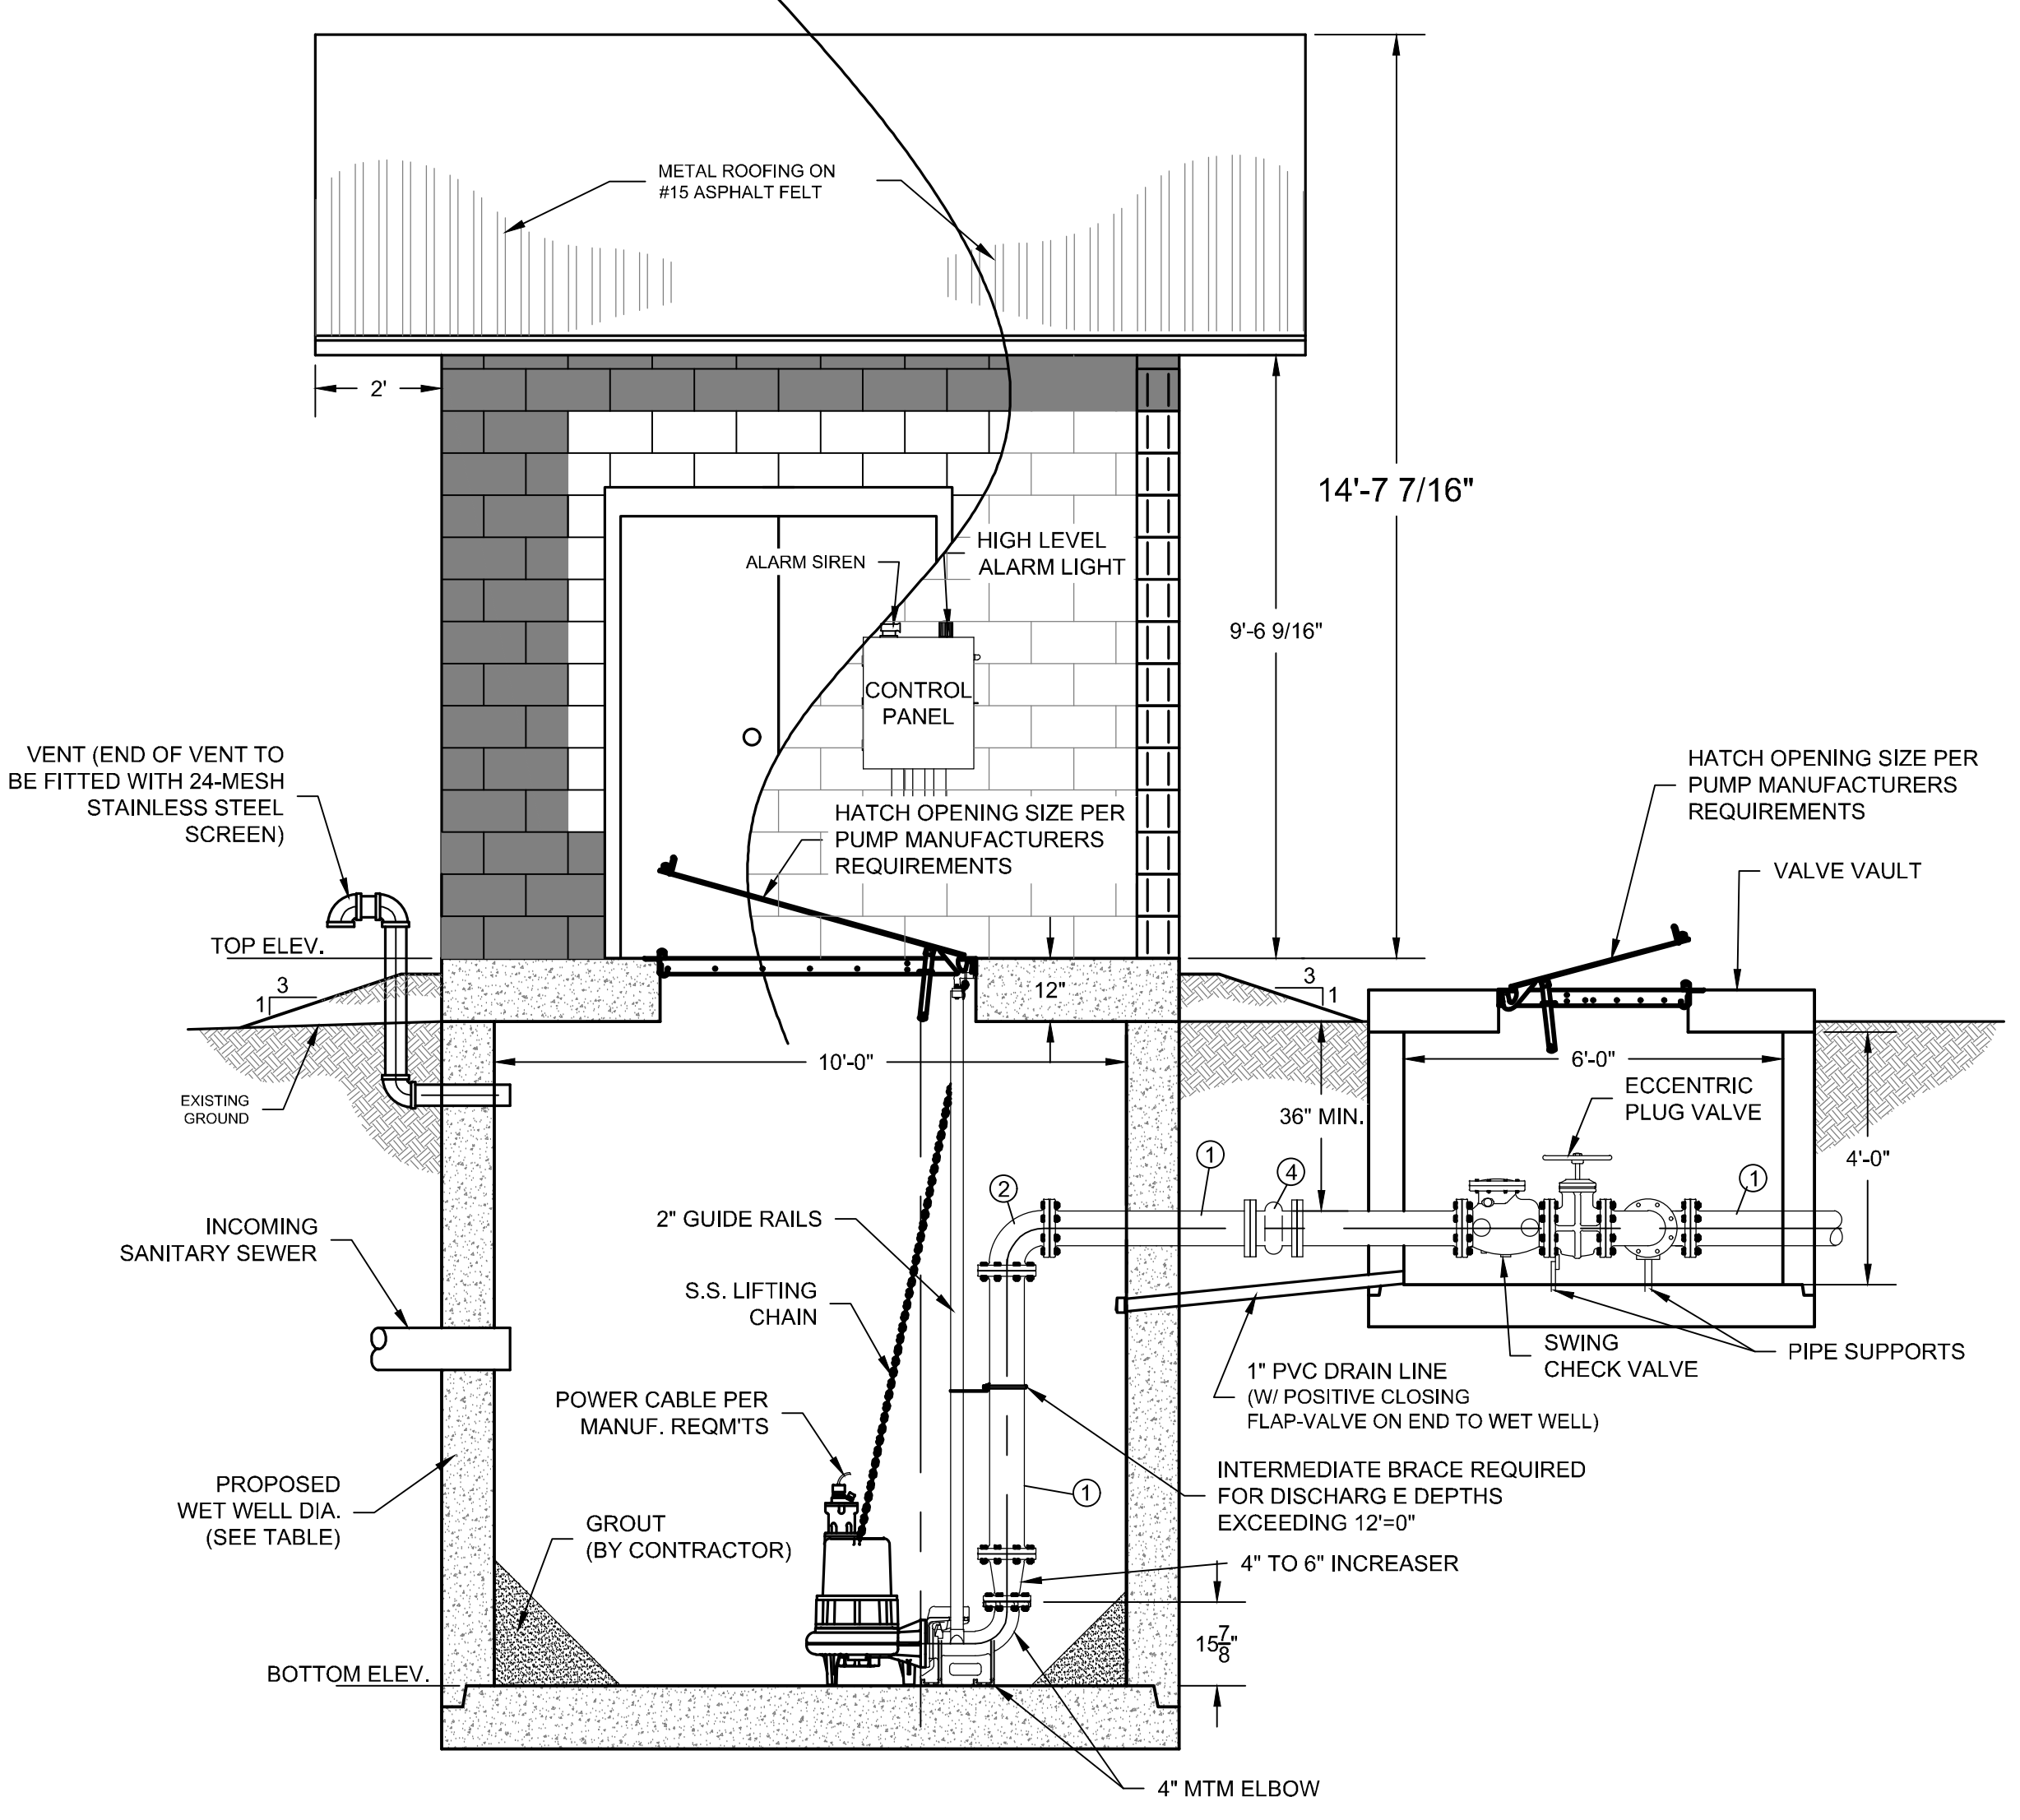 METAL ROOFING ON
#15 ASPHALT FELT
2'
14'-7 7/16"
HIGH LEVEL
ALARM LIGHT
ALARM SIREN
9'-6 9/16"
CONTROL
PANEL
VENT (END OF VENT TO
BE FITTED WITH 24-MESH
STAINLESS STEEL
SCREEN)
HATCH OPENING SIZE PER
PUMP MANUFACTURERS
REQUIREMENTS
HATCH OPENING SIZE PER
PUMP MANUFACTURERS
REQUIREMENTS
VALVE VAULT
TOP ELEV.
3
1
12"
3
1
10'-0"
6'-0"
EXISTING
GROUND
ECCENTRIC
PLUG VALVE
36" MIN.
4'-0"
1
4
2
1
2" GUIDE RAILS
INCOMING
SANITARY SEWER
S.S. LIFTING
CHAIN
SWING
CHECK VALVE
PIPE SUPPORTS
1" PVC DRAIN LINE
(W/ POSITIVE CLOSING
FLAP-VALVE ON END TO WET WELL)
POWER CABLE PER
MANUF. REQM'TS
INTERMEDIATE BRACE REQUIRED
FOR DISCHARG E DEPTHS
EXCEEDING 12'=0"
1
PROPOSED
WET WELL DIA.
(SEE TABLE)
GROUT
(BY CONTRACTOR)
4" TO 6" INCREASER
15 7/8"
BOTTOM ELEV.
4" MTM ELBOW